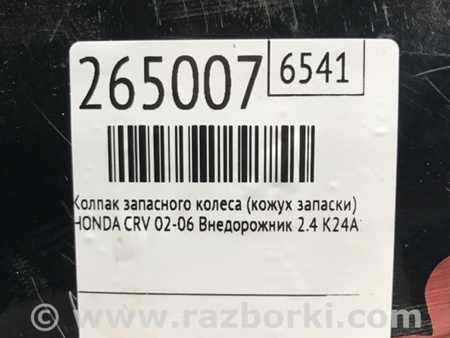 265007
6541
Колпак запасного колеса (кожух запаски)
HONDA CRV 02-06 Внедорожник 2.4 K24A
© www.razborki.com